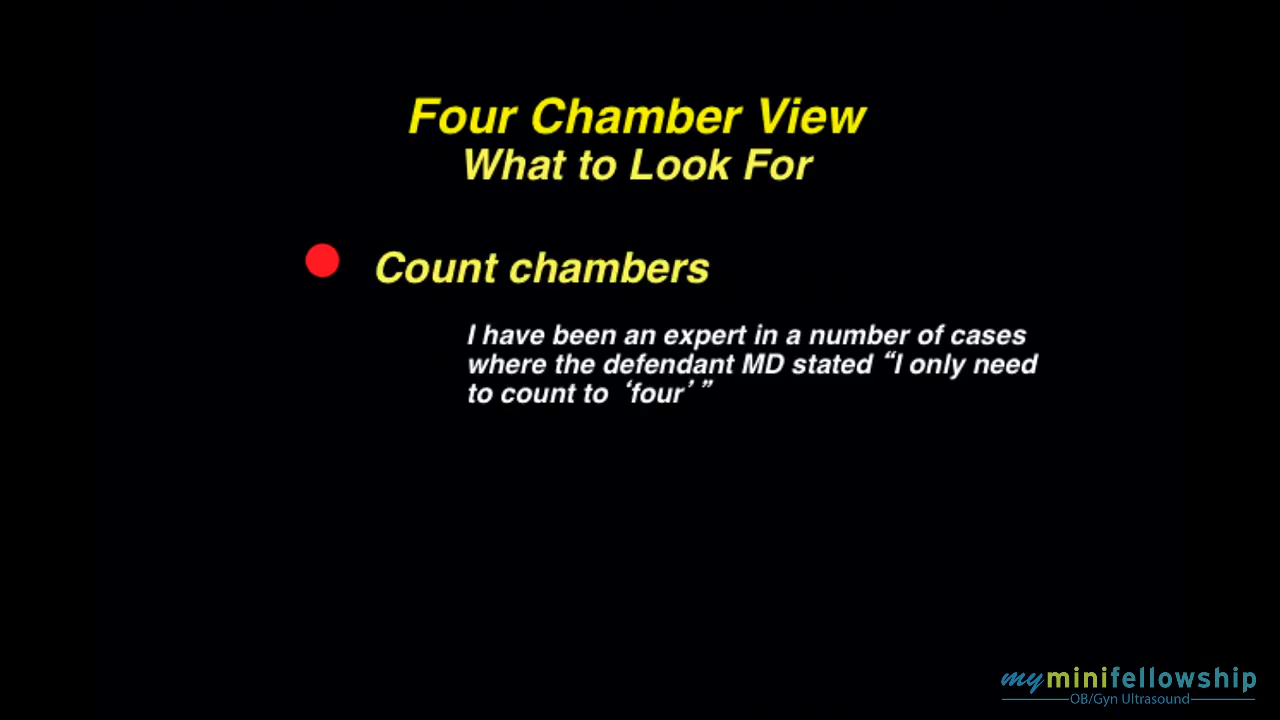 Four Chamber View
What to Look For
Count chambers
I have been an expert in a number of cases
where the defendant MD stated “I only need
to count to ‘four’ ”
myminifellowship
OB/Gyn Ultrasound